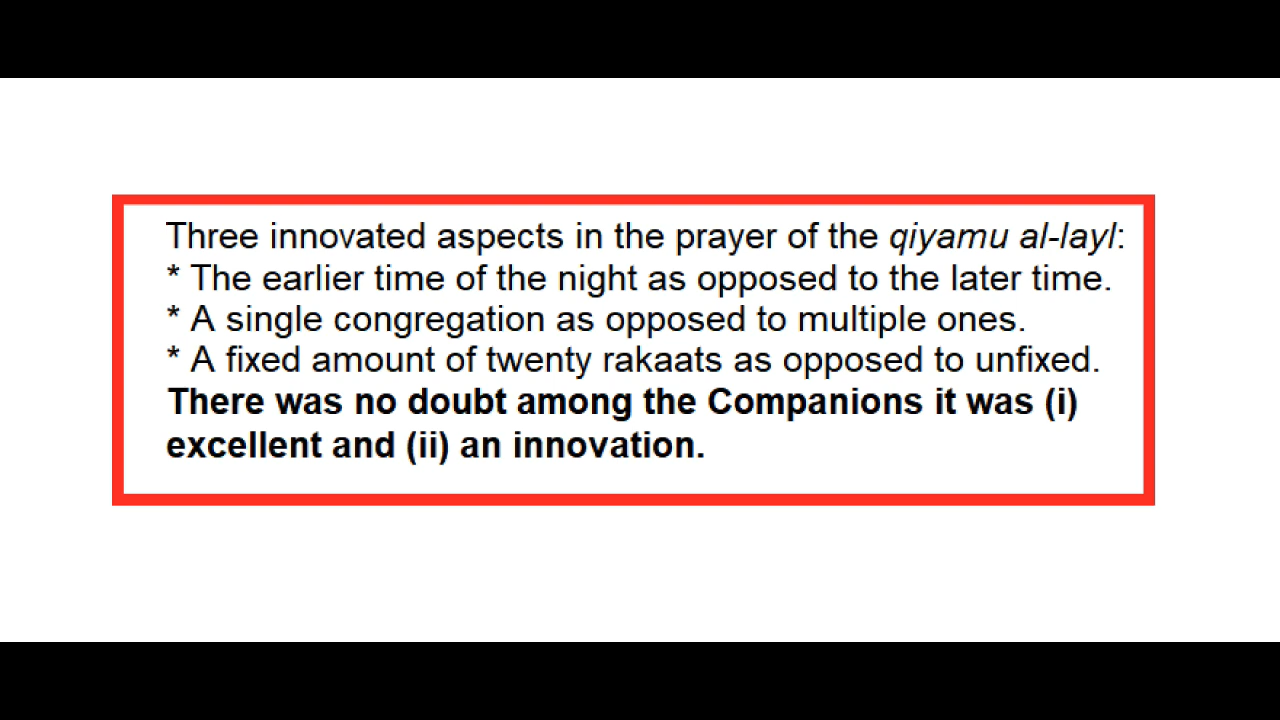 Three innovated aspects in the prayer of the qiyamu al-layl:
* The earlier time of the night as opposed to the later time.
* A single congregation as opposed to multiple ones.
* A fixed amount of twenty rakaats as opposed to unfixed.
There was no doubt among the Companions it was (i)
excellent and (ii) an innovation.